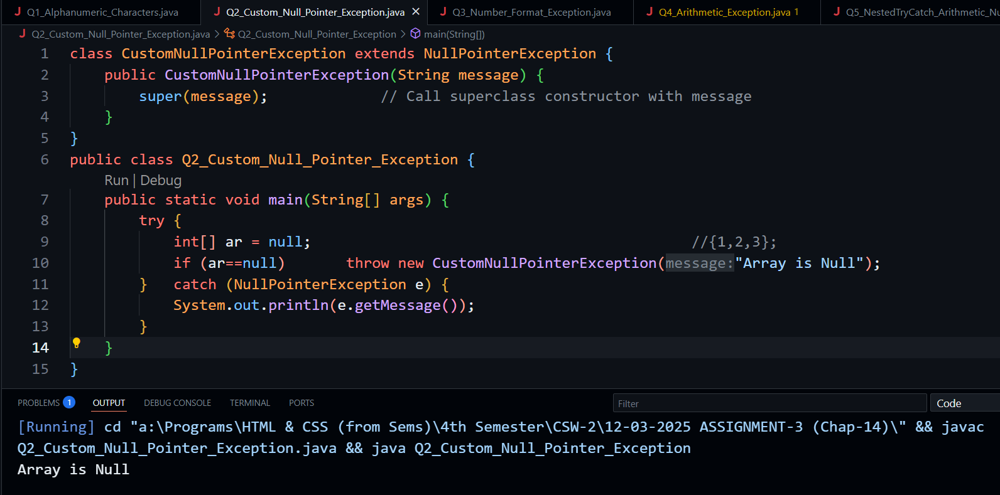 Q1_Alphanumeric_Characters.java Q2_Custom_Null_Pointer_Exception.java Q3_Number_Format_Exception.java Q4_Arithmetic_Exception.java 1 Q5_NestedTryCatch_Arithmetic_Nu
Q2_Custom_Null_Pointer_Exception.java > Q2_Custom_Null_Pointer_Exception > main(String[])
1 class CustomNullPointerException extends NullPointerException {
2 public CustomNullPointerException(String message) {
3 super(message); // Call superclass constructor with message
4 }
5 }
6 public class Q2_Custom_Null_Pointer_Exception {
Run | Debug
7 public static void main(String[] args) {
8 try {
9 int[] ar = null; //{1,2,3};
10 if (ar==null) throw new CustomNullPointerException(message:"Array is Null");
11 } catch (NullPointerException e) {
12 System.out.println(e.getMessage());
13 }
14 }
15 }
PROBLEMS 1 OUTPUT DEBUG CONSOLE TERMINAL PORTS Filter Code
[Running] cd "a:\Programs\HTML & CSS (from Sems)\4th Semester\CSW-2\12-03-2025 ASSIGNMENT-3 (Chap-14)\" && javac
Q2_Custom_Null_Pointer_Exception.java && java Q2_Custom_Null_Pointer_Exception
Array is Null